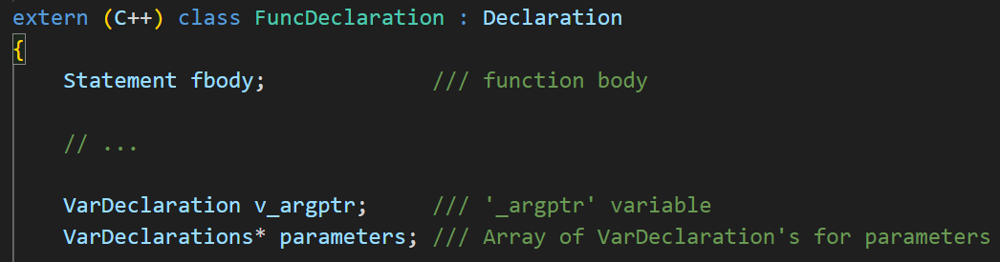 extern (C++) class FuncDeclaration : Declaration
{
    Statement fbody;             /// function body
    // ...
    VarDeclaration v_argptr;     /// '_argptr' variable
    VarDeclarations* parameters; /// Array of VarDeclaration's for parameters